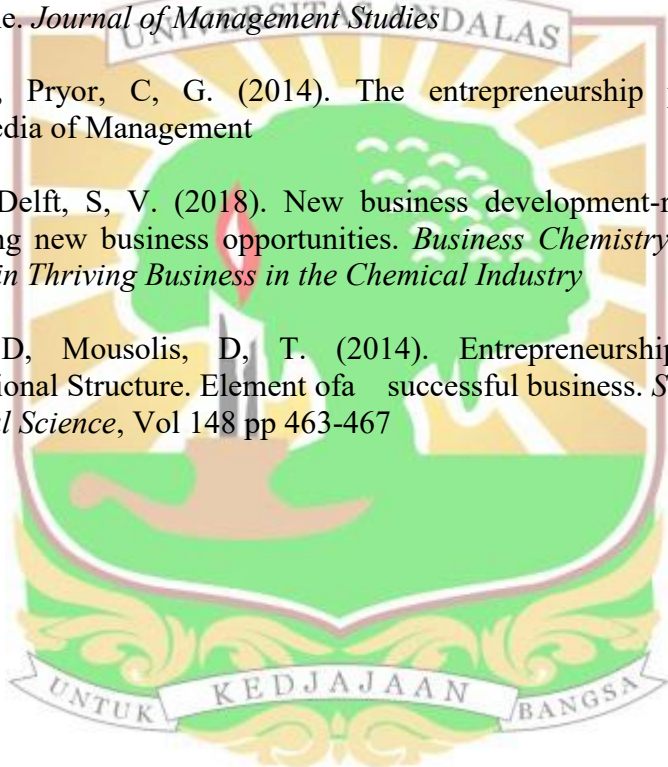 le. Journal of Management Studies
UNIVERSITAS ANDALAS
, Pryor, C, G. (2014). The entrepreneurship
edia of Management
Delft, S, V. (2018). New business development-
ng new business opportunities. Business Chemistry
in Thriving Business in the Chemical Industry
D, Mousolis, D, T. (2014). Entrepreneurship
ional Structure. Element ofa successful business. S
l Science, Vol 148 pp 463-467
UNTUK KEDJAJAAN BANGSA